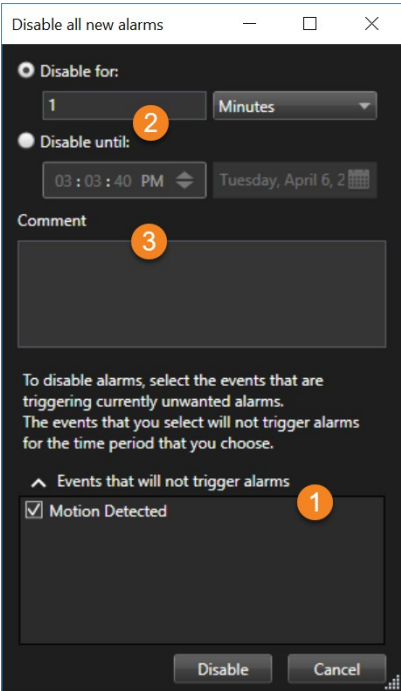 Disable all new alarms
Disable for:
1 Minutes
2
Disable until:
03 : 03 : 40 PM Tuesday, April 6, 2
Comment
3
To disable alarms, select the events that are
triggering currently unwanted alarms.
The events that you select will not trigger alarms
for the time period that you choose.
Events that will not trigger alarms
1
Motion Detected
Disable Cancel